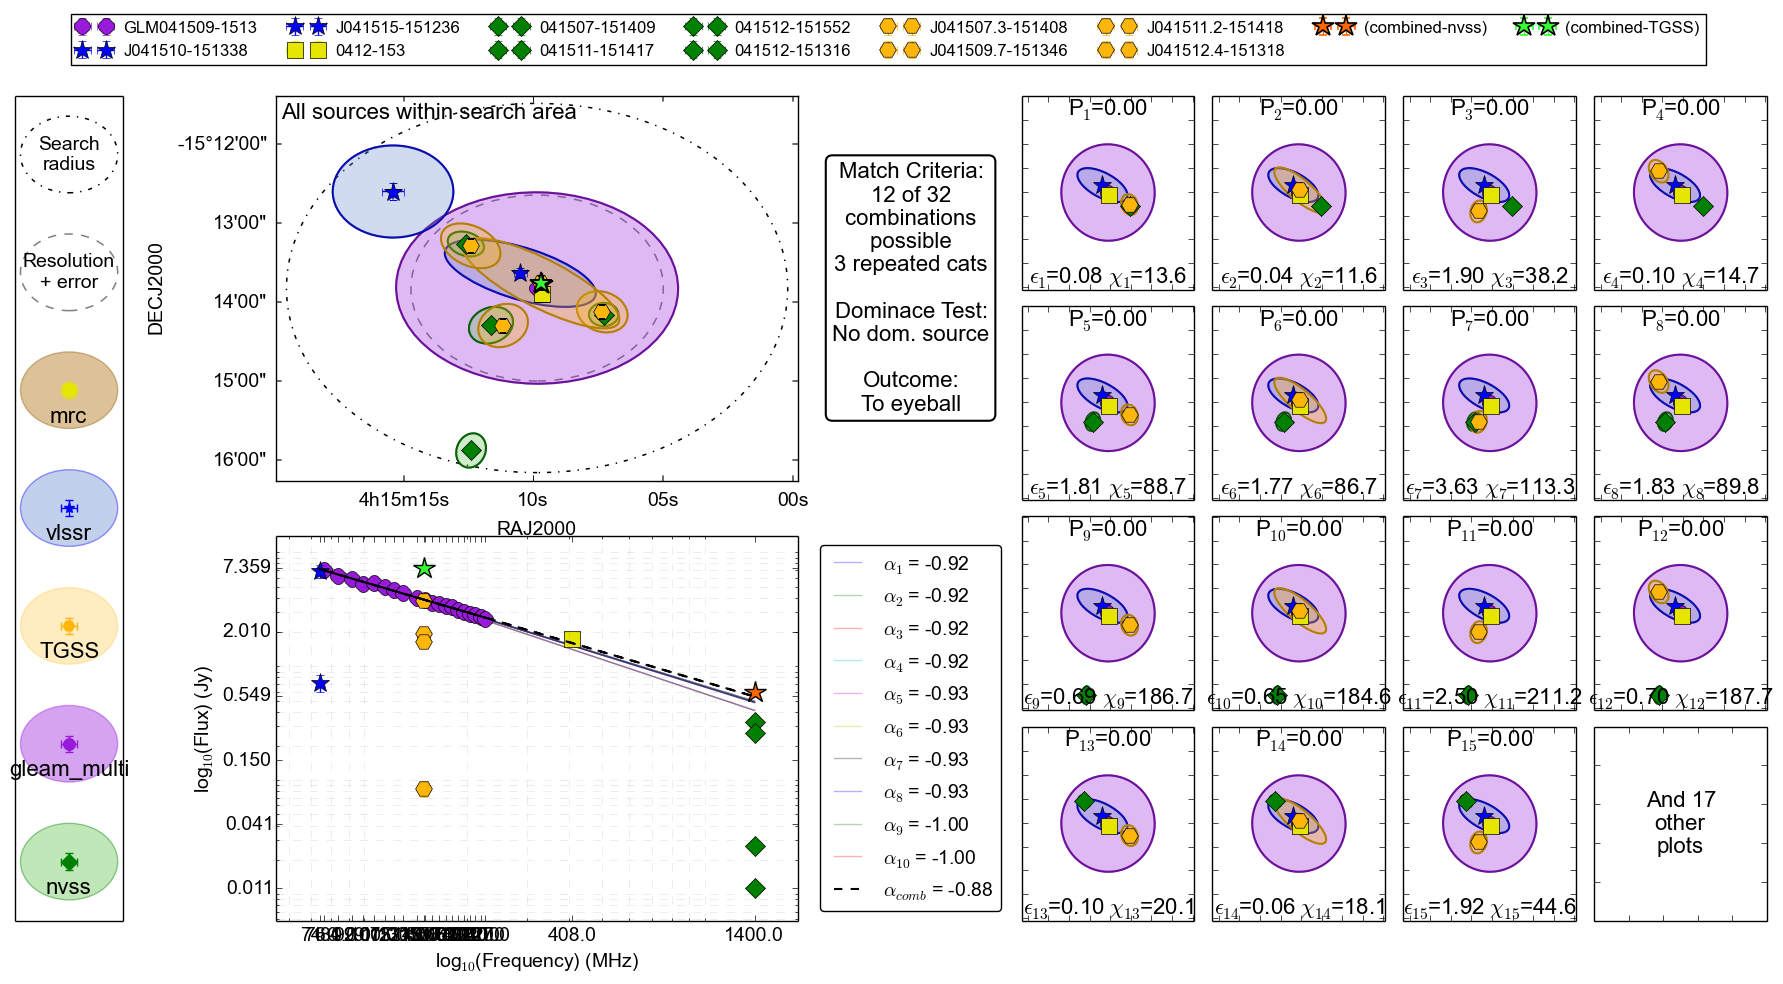 GLM041509-1513
J041515-151236
041507-151409
041512-151552
J041507.3-151408
J041511.2-151418
(combined-nvss)
(combined-TGSS)
J041510-151338
0412-153
041511-151417
041512-151316
J041509.7-151346
J041512.4-151318
Search
radius
Resolution
+ error
mrc
vlssr
TGSS
gleam_multi
nvss
All sources within search area
DECJ2000
-15°12'00"
13'00"
14'00"
15'00"
16'00"
4h15m15s
10s
05s
00s
RAJ2000
Match Criteria:
12 of 32
combinations
possible
3 repeated cats
Dominace Test:
No dom. source
Outcome:
To eyeball
log10(Flux) (Jy)
7.359
2.010
0.549
0.150
0.041
0.011
408.0
1400.0
log10(Frequency) (MHz)
α1 = -0.92
α2 = -0.92
α3 = -0.92
α4 = -0.92
α5 = -0.93
α6 = -0.93
α7 = -0.93
α8 = -0.93
α9 = -1.00
α10 = -1.00
αcomb = -0.88
P1=0.00
ϵ1=0.08 χ1=13.6
P2=0.00
ϵ2=0.04 χ2=11.6
P3=0.00
ϵ3=1.90 χ3=38.2
P4=0.00
ϵ4=0.10 χ4=14.7
P5=0.00
ϵ5=1.81 χ5=88.7
P6=0.00
ϵ6=1.77 χ6=86.7
P7=0.00
ϵ7=3.63 χ7=113.3
P8=0.00
ϵ8=1.83 χ8=89.8
P9=0.00
ϵ9=0.69 χ9=186.7
P10=0.00
ϵ10=0.65 χ10=184.6
P11=0.00
ϵ11=2.50 χ11=211.2
P12=0.00
ϵ12=0.70 χ12=187.7
P13=0.00
ϵ13=0.10 χ13=20.1
P14=0.00
ϵ14=0.06 χ14=18.1
P15=0.00
ϵ15=1.92 χ15=44.6
And 17
other
plots